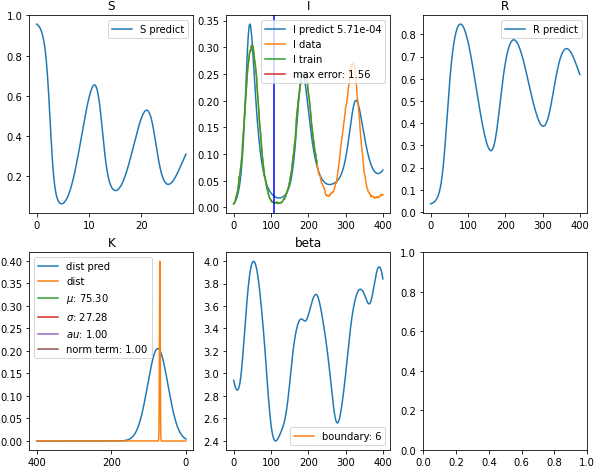 S
I
R
S predict
I predict 5.71e-04
I data
I train
max error: 1.56
R predict
1.0
0.8
0.6
0.4
0.2
0 10 20
0.35
0.30
0.25
0.20
0.15
0.10
0.05
0.00
0 100 200 300 400
0.9
0.8
0.7
0.6
0.5
0.4
0.3
0.2
0.1
0.0
0 100 200 300 400
K
beta
dist pred
dist
μ: 75.30
σ: 27.28
au: 1.00
norm term: 1.00
boundary: 6
0.40
0.35
0.30
0.25
0.20
0.15
0.10
0.05
0.00
400 200 0
4.0
3.8
3.6
3.4
3.2
3.0
2.8
2.6
2.4
0 100 200 300 400
1.0
0.8
0.6
0.4
0.2
0.0
0.0 0.2 0.4 0.6 0.8 1.0